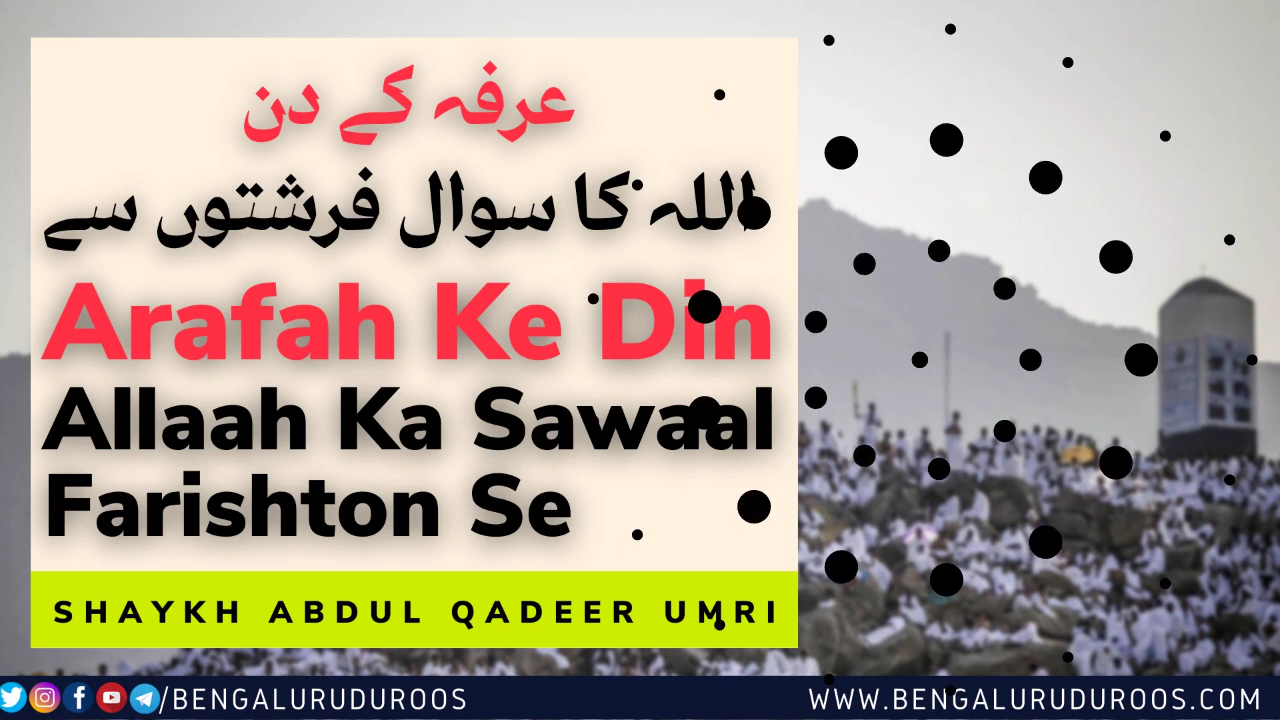 عرفہ کے دن
اللہ کا سوال فرشتوں سے
Arafah Ke Din
Allaah Ka Sawaal
Farishton Se
SHAYKH ABDUL QADEER UMRI
/BENGALURUDUROOS
WWW.BENGALURUDUROOS.COM